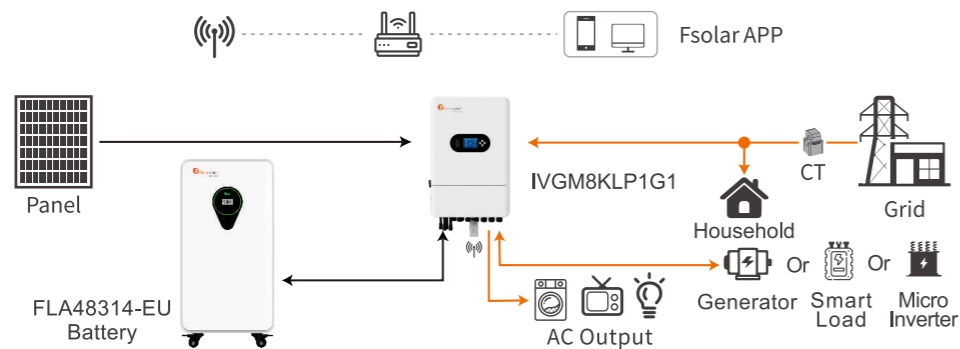 Fsolar APP
Panel
IVGM8KLP1G1
CT
Grid
Household
FLA48314-EU
Battery
Generator
Or
Smart
Load
Or
Micro
Inverter
AC Output